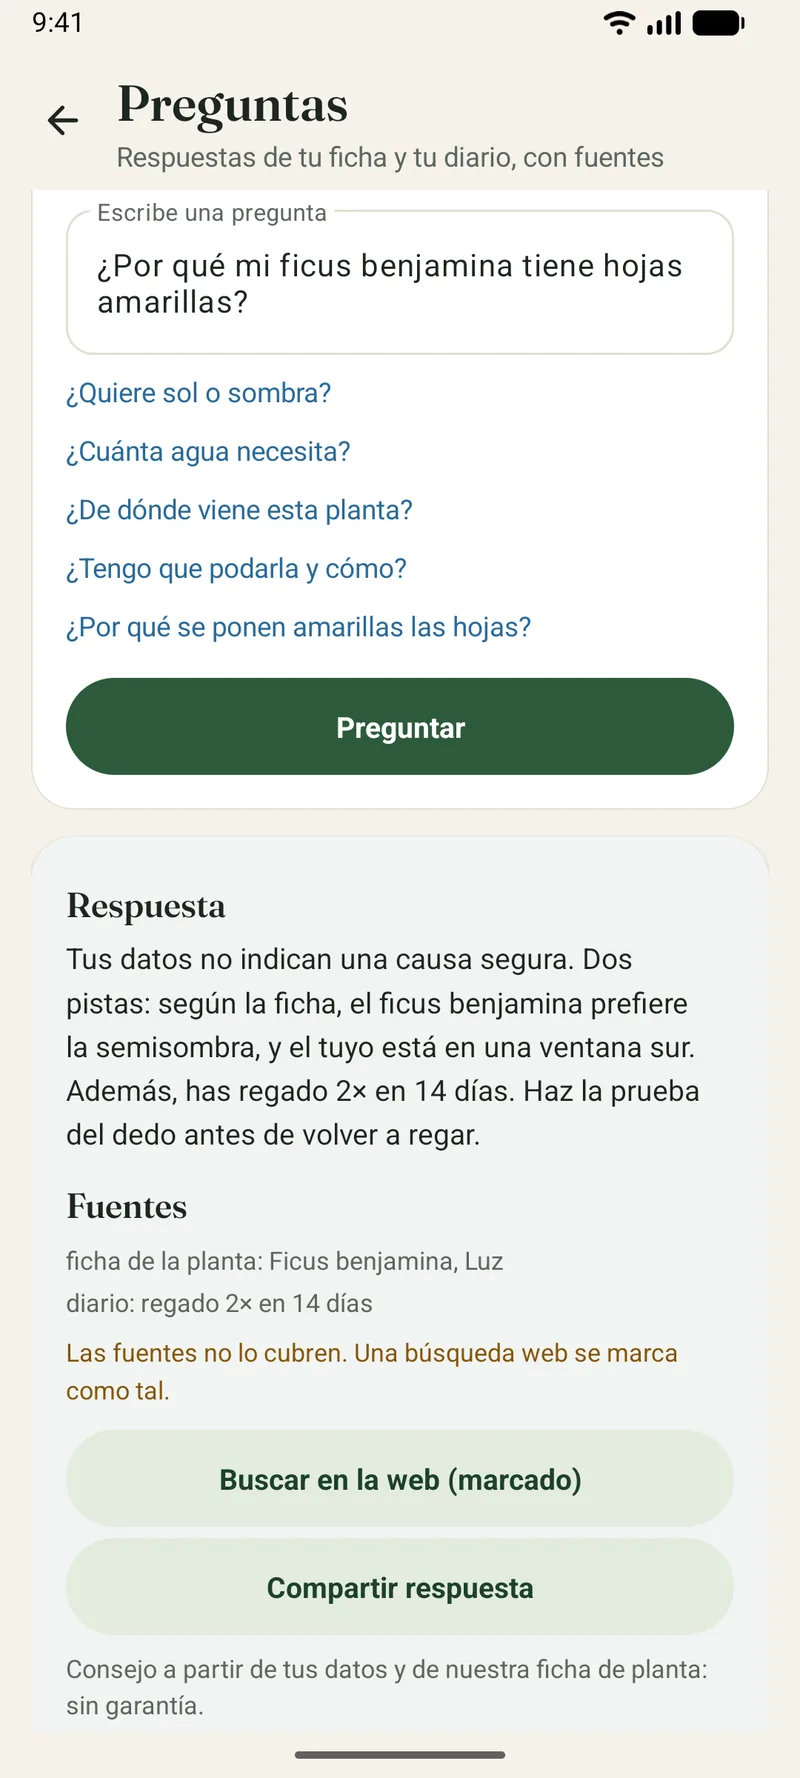 9:41
Preguntas
Respuestas de tu ficha y tu diario, con fuentes
Escribe una pregunta
¿Por qué mi ficus benjamina tiene hojas
amarillas?
¿Quiere sol o sombra?
¿Cuánta agua necesita?
¿De dónde viene esta planta?
¿Tengo que podarla y cómo?
¿Por qué se ponen amarillas las hojas?
Preguntar
Respuesta
Tus datos no indican una causa segura. Dos
pistas: según la ficha, el ficus benjamina prefiere
la semisombra, y el tuyo está en una ventana sur.
Además, has regado 2× en 14 días. Haz la prueba
del dedo antes de volver a regar.
Fuentes
ficha de la planta: Ficus benjamina, Luz
diario: regado 2× en 14 días
Las fuentes no lo cubren. Una búsqueda web se marca
como tal.
Buscar en la web (marcado)
Compartir respuesta
Consejo a partir de tus datos y de nuestra ficha de planta:
sin garantía.